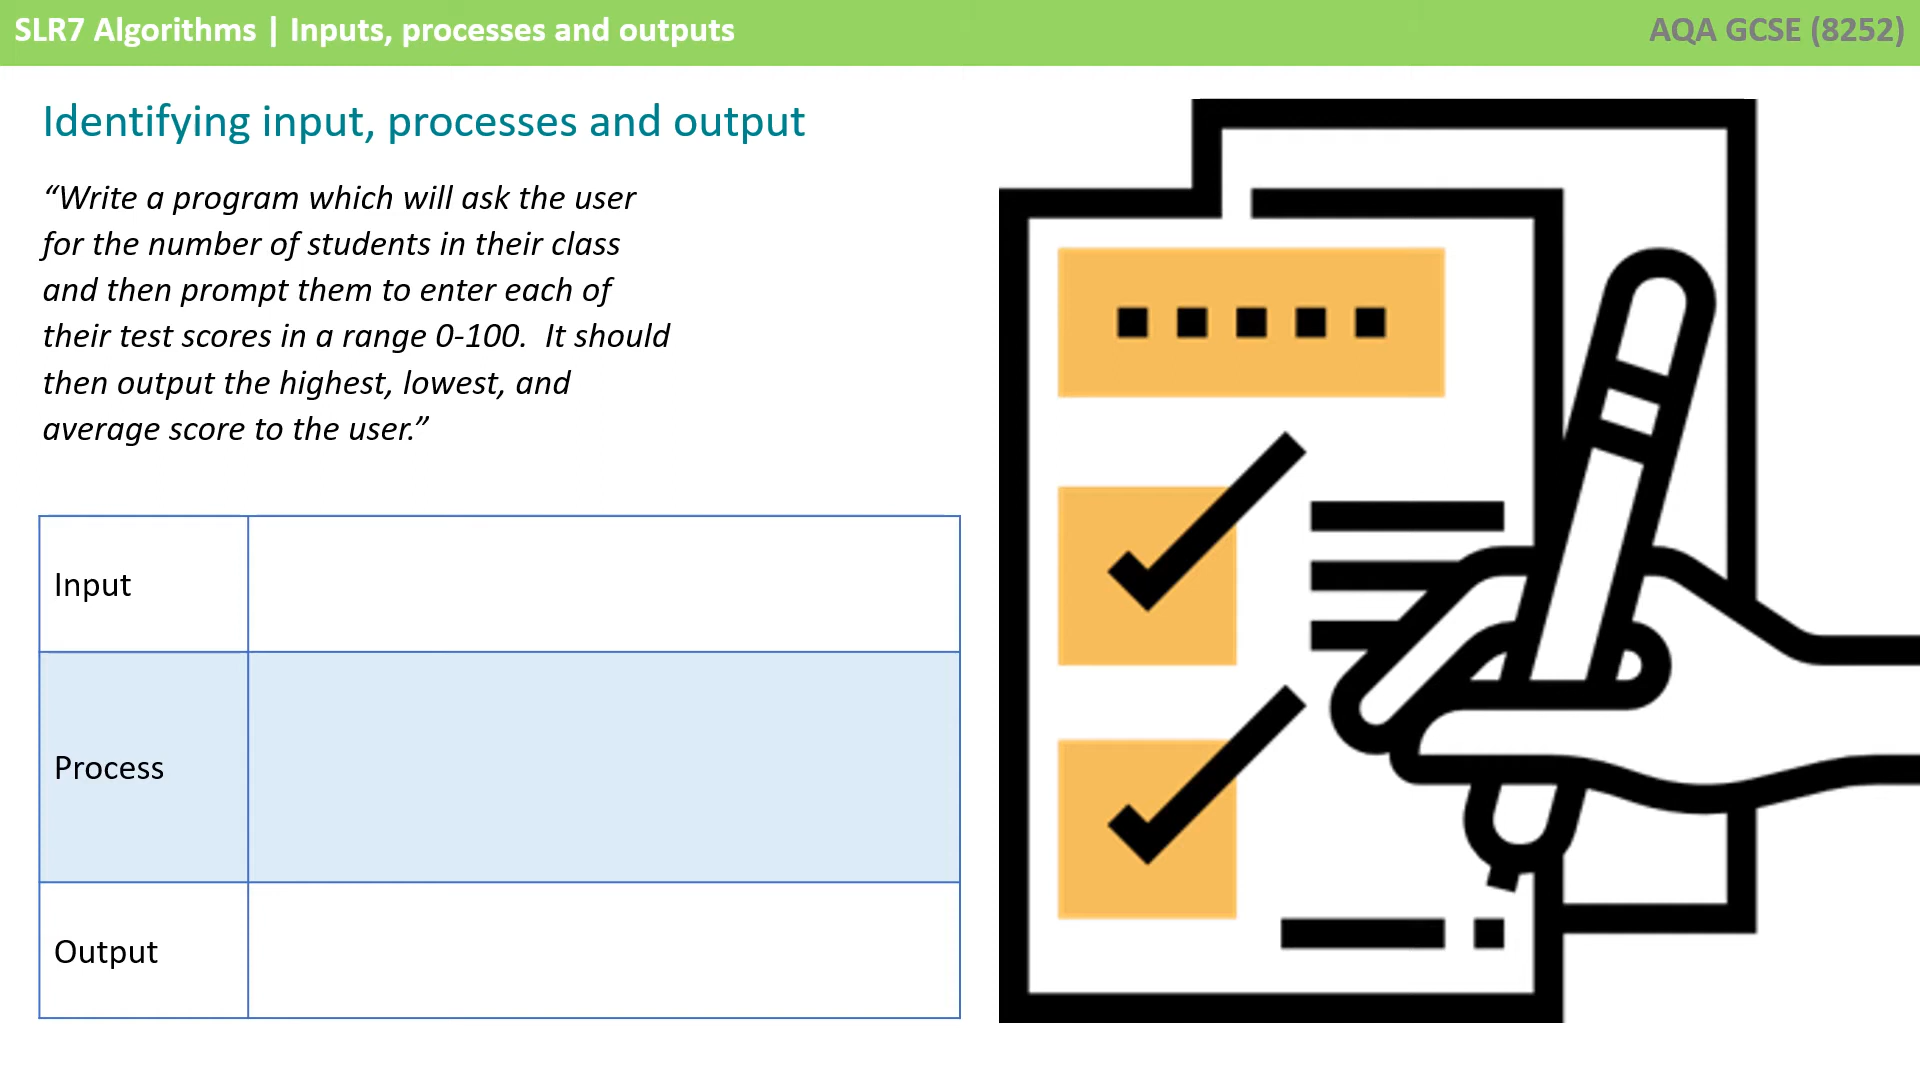 SLR7 Algorithms | Inputs, processes and outputs
AQA GCSE (8252)
Identifying input, processes and output
“Write a program which will ask the user
for the number of students in their class
and then prompt them to enter each of
their test scores in a range 0-100.  It should
then output the highest, lowest, and
average score to the user.”
Input
Process
Output